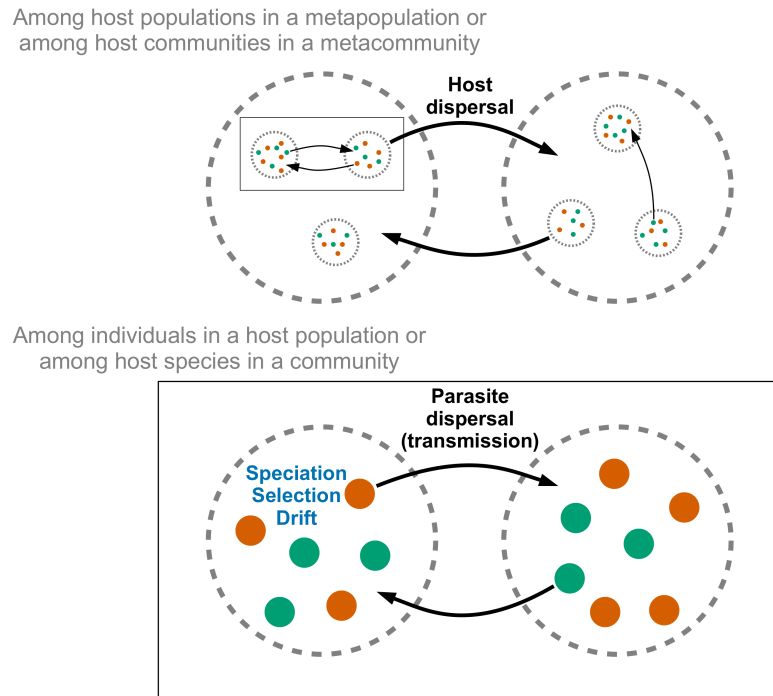 Among host populations in a metapopulation or
among host communities in a metacommunity
Host
dispersal
Among individuals in a host population or
among host species in a community
Parasite
dispersal
(transmission)
Speciation
Selection
Drift